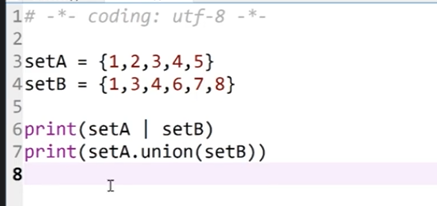 1# -*- coding: utf-8 -*-
2
3setA = {1,2,3,4,5}
4setB = {1,3,4,6,7,8}
5
6print(setA | setB)
7print(setA.union(setB))
8